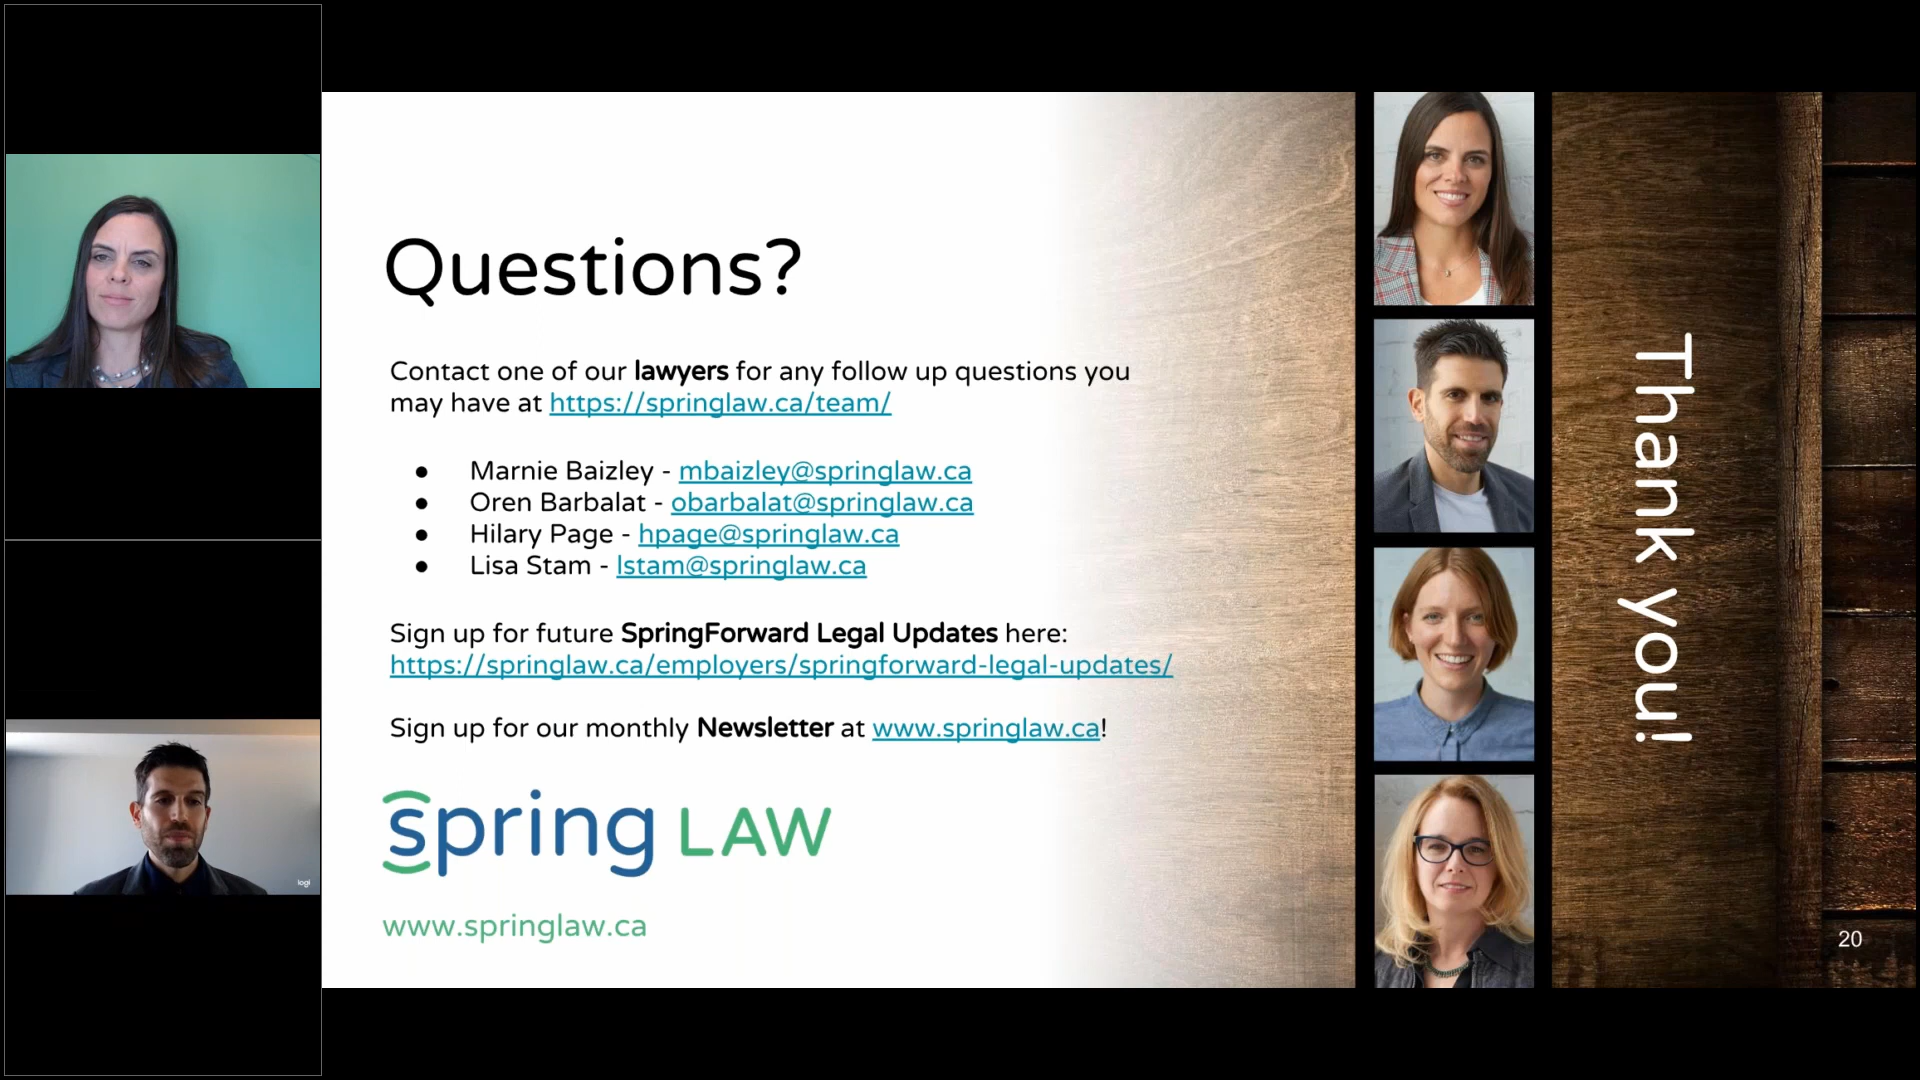 Questions?
Contact one of our lawyers for any follow up questions you
may have at https://springlaw.ca/team/
● Marnie Baizley - mbaizley@springlaw.ca
● Oren Barbalat - obarbalat@springlaw.ca
● Hilary Page - hpage@springlaw.ca
● Lisa Stam - lstam@springlaw.ca
Sign up for future SpringForward Legal Updates here:
https://springlaw.ca/employers/springforward-legal-updates/
Sign up for our monthly Newsletter at www.springlaw.ca!
spring LAW
www.springlaw.ca
Thank you!
20
logi